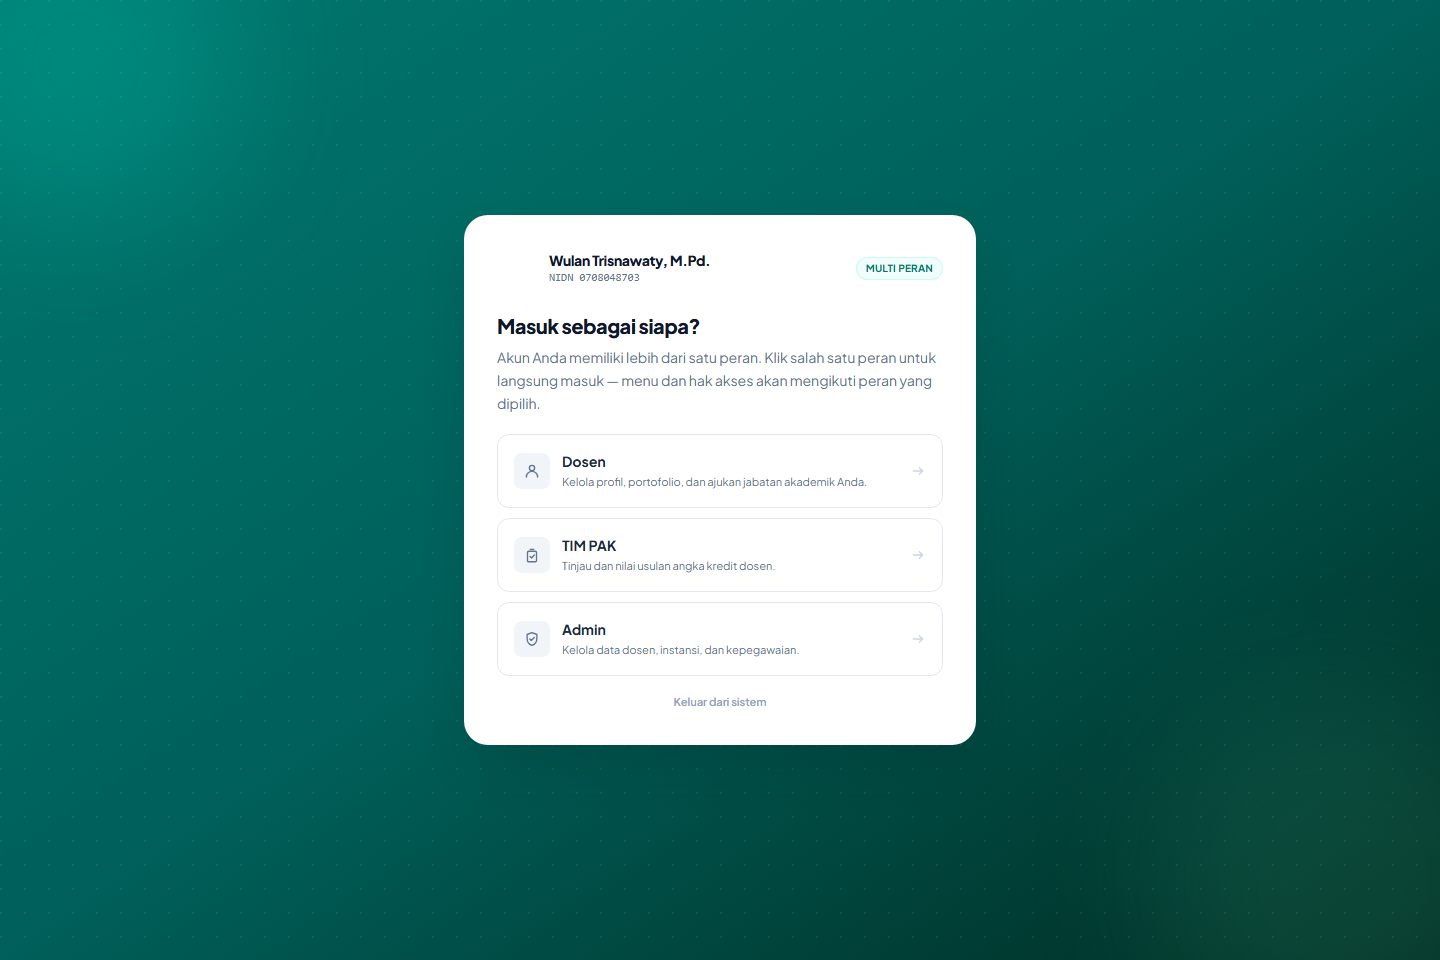 Wulan Trisnawaty, M.Pd.
NIDN 0708048703
MULTI PERAN
Masuk sebagai siapa?
Akun Anda memiliki lebih dari satu peran. Klik salah satu peran untuk
langsung masuk — menu dan hak akses akan mengikuti peran yang
dipilih.
Dosen
Kelola profil, portofolio, dan ajukan jabatan akademik Anda.
TIM PAK
Tinjau dan nilai usulan angka kredit dosen.
Admin
Kelola data dosen, instansi, dan kepegawaian.
Keluar dari sistem